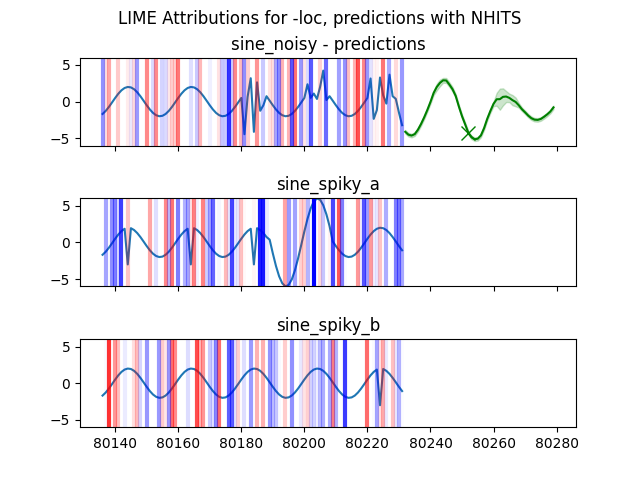 LIME Attributions for -loc, predictions with NHITS
sine_noisy - predictions
5
0
−5
sine_spiky_a
5
0
−5
sine_spiky_b
5
0
−5
80140 80160 80180 80200 80220 80240 80260 80280